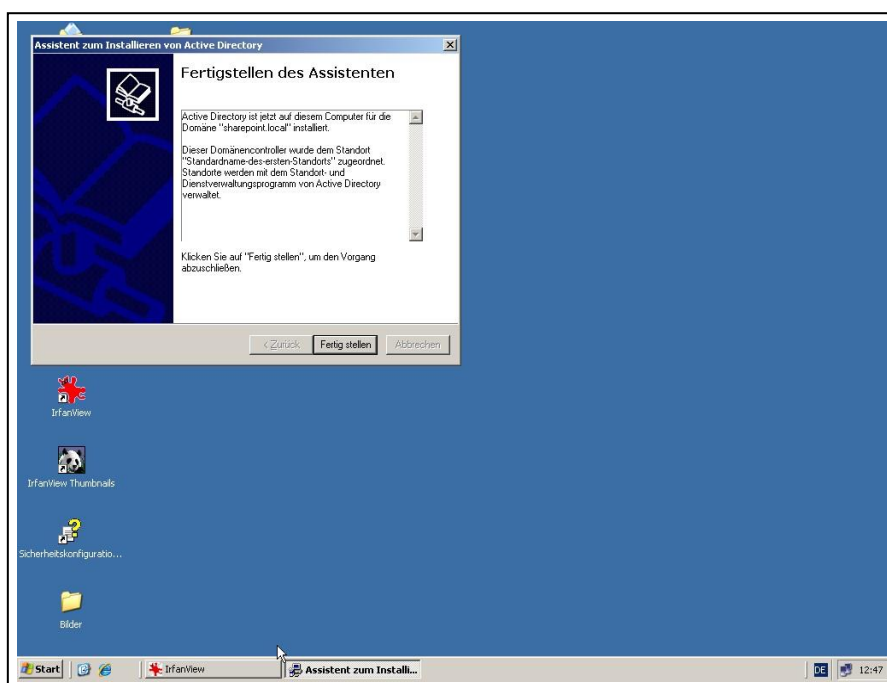 Assistent zum Installieren von Active Directory
Fertigstellen des Assistenten
Active Directory ist jetzt auf diesem Computer für die
Domäne "sharepoint.local" installiert.
Dieser Domänencontroller wurde dem Standort
"Standardname-des-ersten-Standorts" zugeordnet.
Standorte werden mit dem Standort- und
Dienstverwaltungsprogramm von Active Directory
verwaltet.
Klicken Sie auf "Fertig stellen", um den Vorgang
abzuschließen.
< Zurück
Fertig stellen
Abbrechen
IrfanView
IrfanView Thumbnails
Sicherheitskonfiguratio...
Bilder
Start
IrfanView
Assistent zum Installi...
DE
12:47